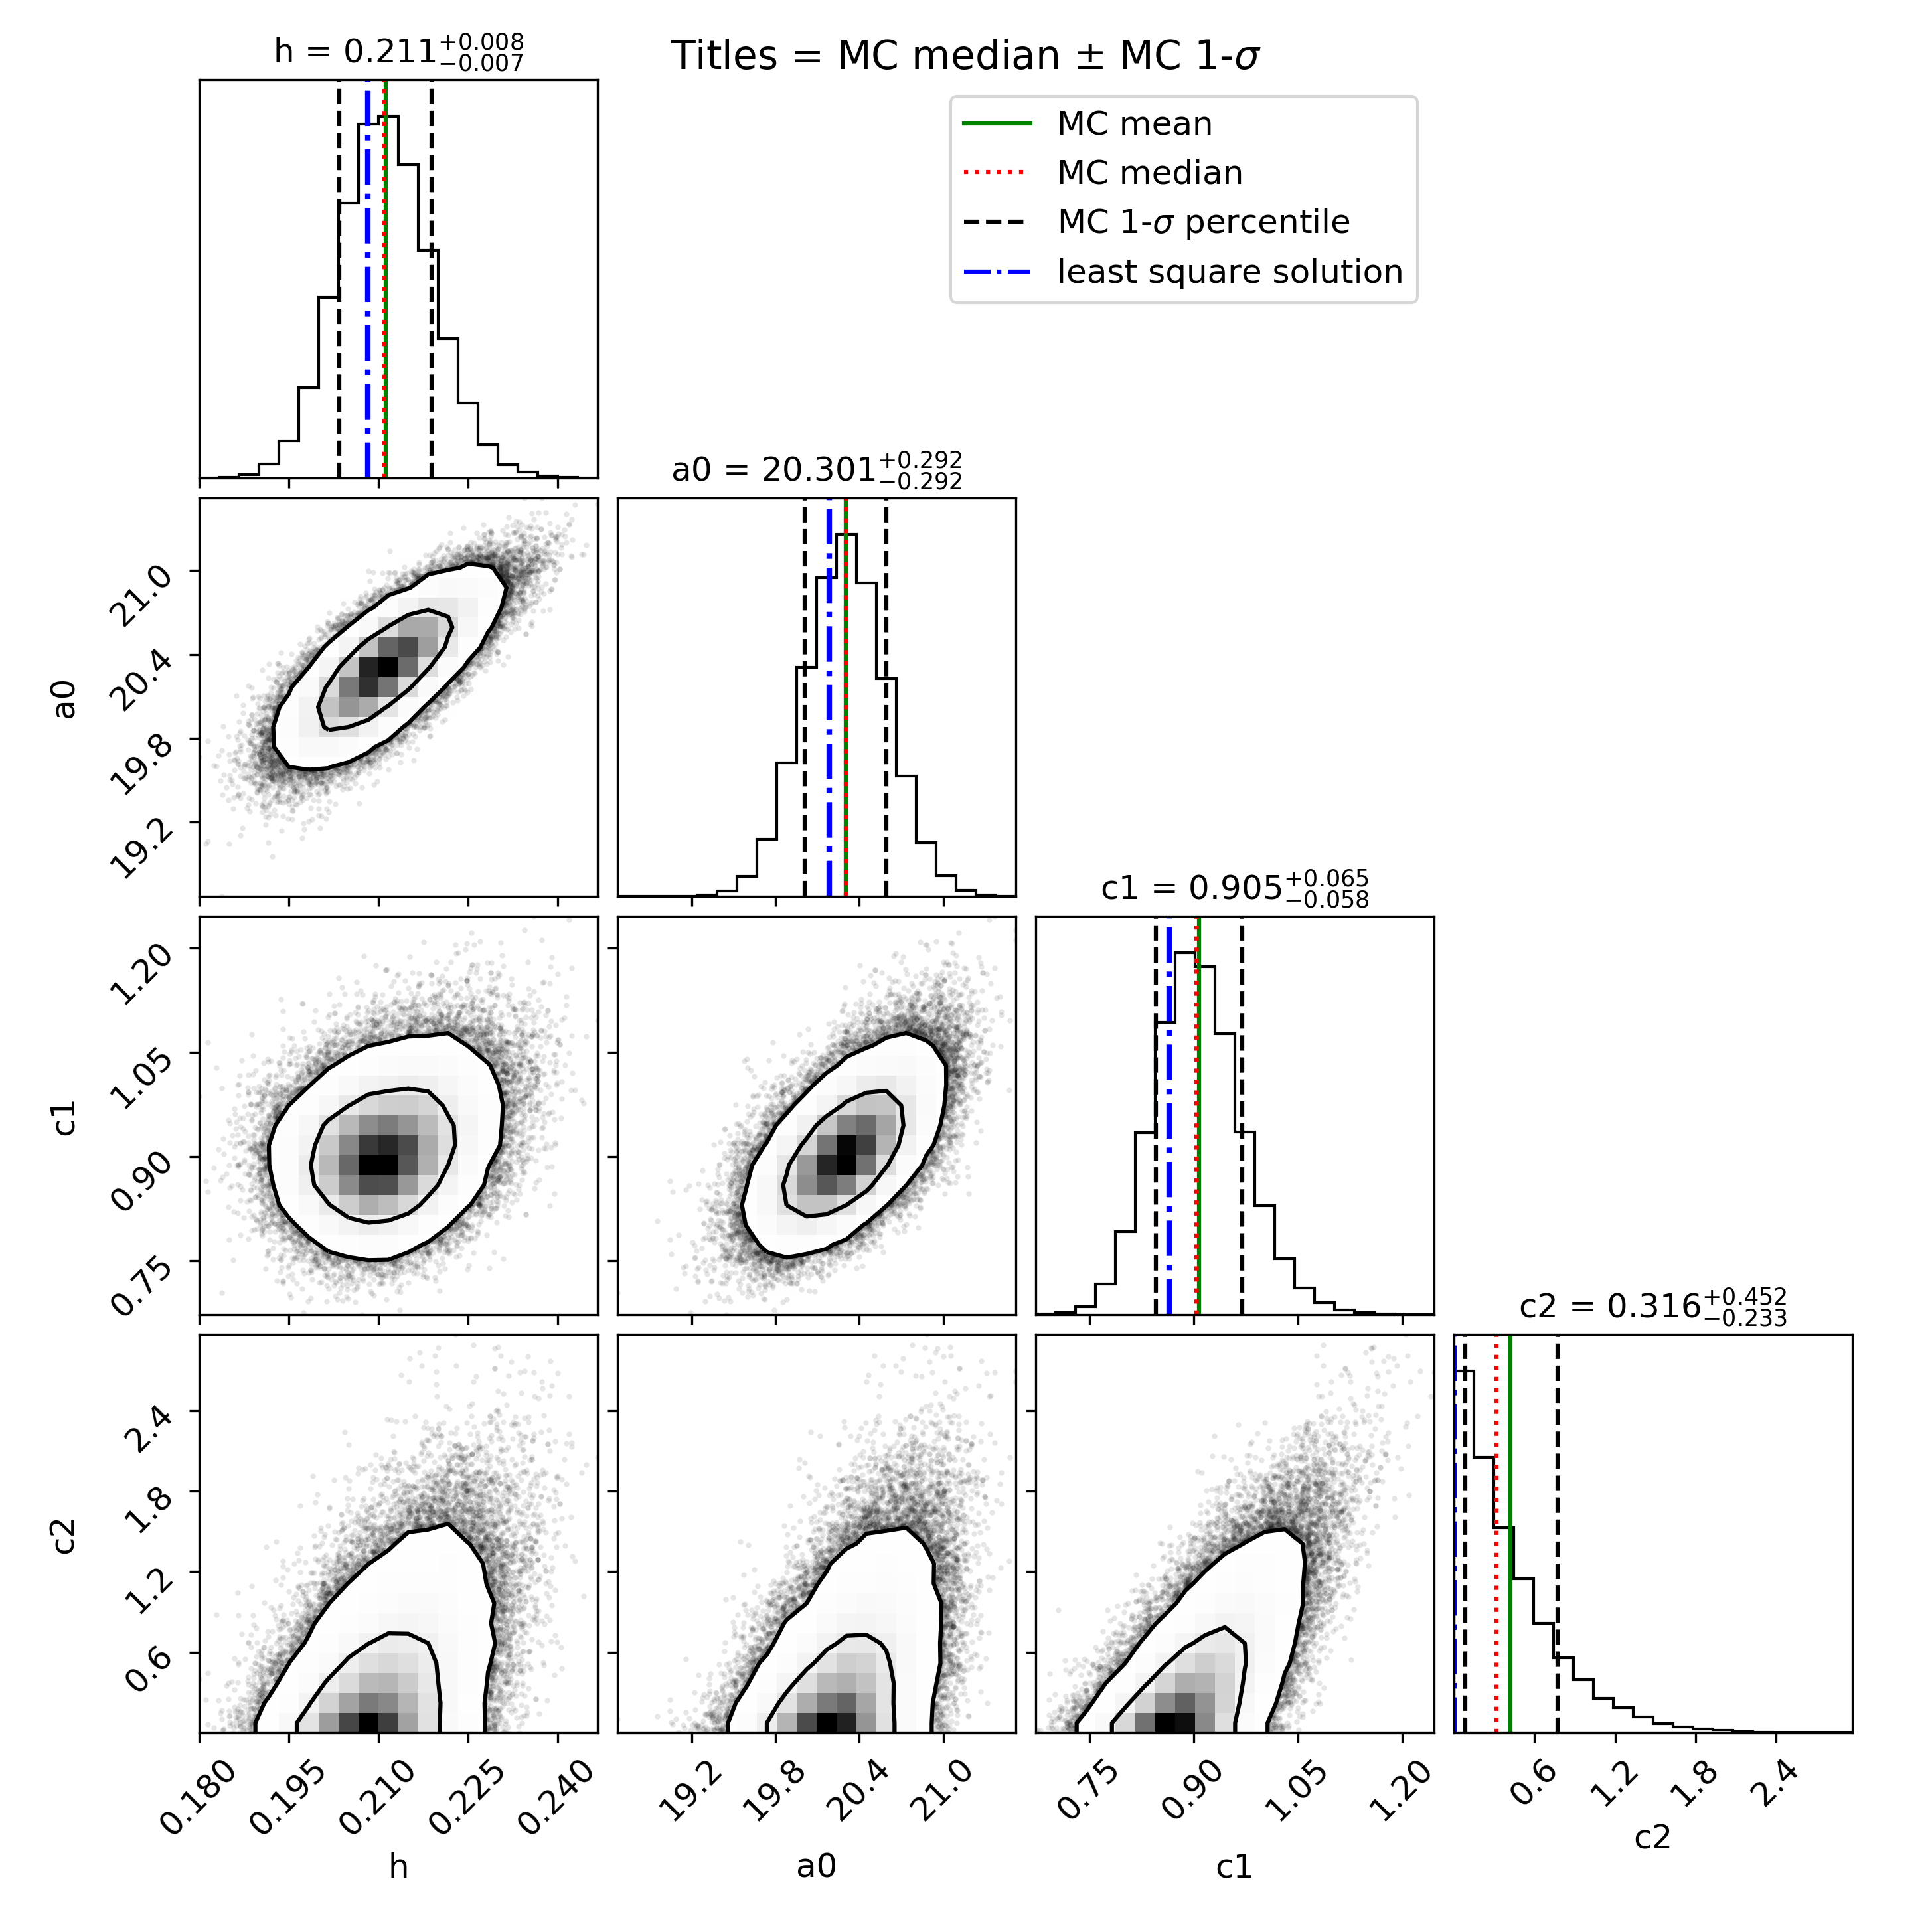 h = 0.211+0.008−0.007
Titles = MC median ± MC 1-σ
MC mean
MC median
MC 1-σ percentile
least square solution
a0 = 20.301+0.292−0.292
21.0
20.4
19.8
19.2
a0
c1 = 0.905+0.065−0.058
1.20
1.05
0.90
0.75
c1
c2 = 0.316+0.452−0.233
2.4
1.8
1.2
0.6
c2
0.180 0.195 0.210 0.225 0.240
19.2 19.8 20.4 21.0
0.75 0.90 1.05 1.20
0.6 1.2 1.8 2.4
h
a0
c1
c2